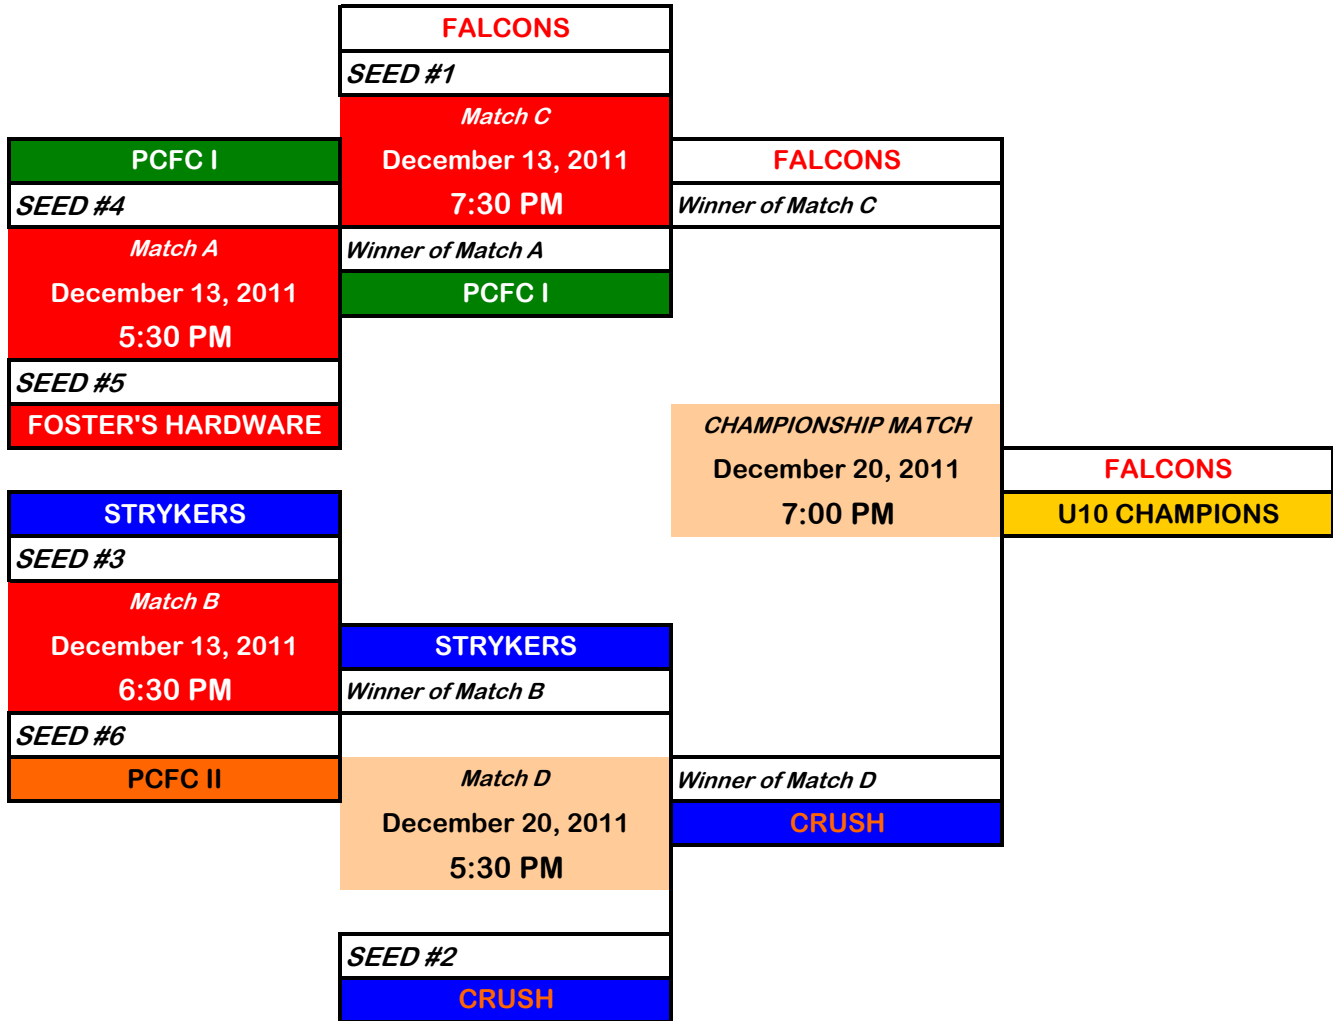 FALCONS
SEED #1
Match C
December 13, 2011
7:30 PM
Winner of Match A
PCFC I
PCFC I
SEED #4
Match A
December 13, 2011
5:30 PM
SEED #5
FOSTER'S HARDWARE
STRYKERS
SEED #3
Match B
December 13, 2011
6:30 PM
SEED #6
PCFC II
STRYKERS
Winner of Match B
Match D
December 20, 2011
5:30 PM
SEED #2
CRUSH
FALCONS
Winner of Match C
CHAMPIONSHIP MATCH
December 20, 2011
7:00 PM
Winner of Match D
CRUSH
FALCONS
U10 CHAMPIONS